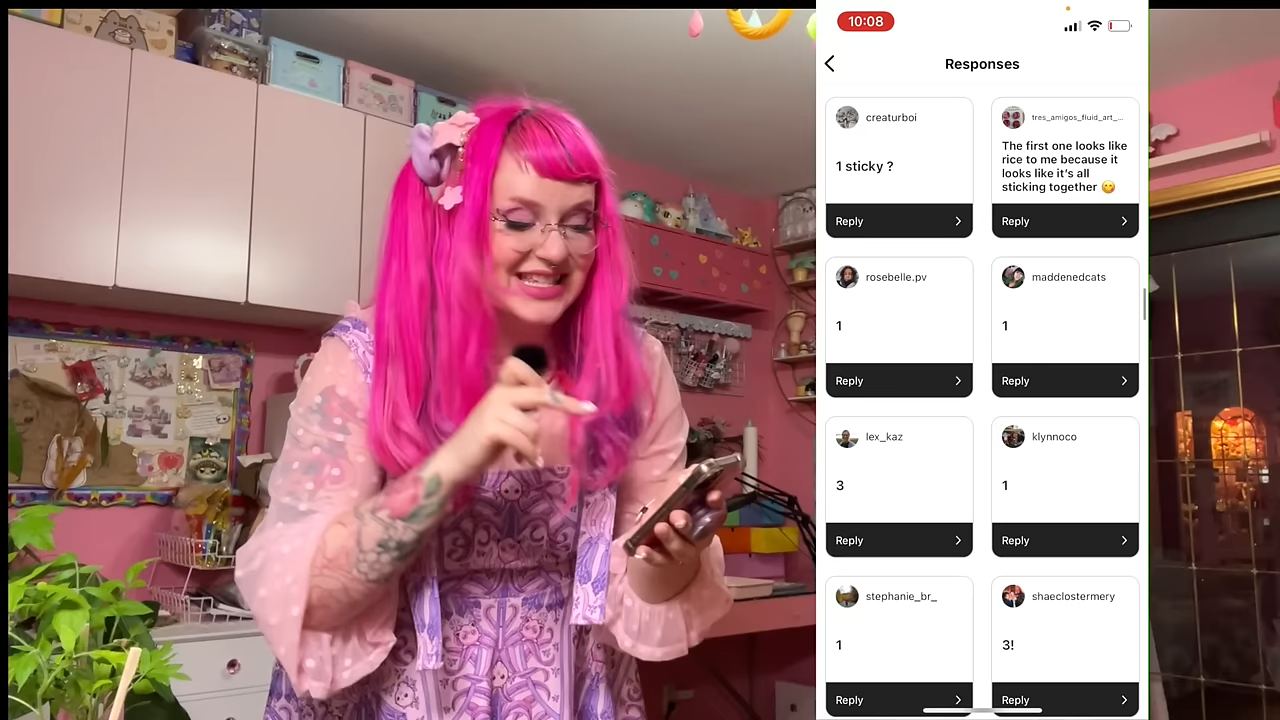 10:08
Responses
creaturboi
1 sticky ?
Reply
tres_amigos_fluid_art_...
The first one looks like
rice to me because it
looks like it's all
sticking together 😋
Reply
rosebelle.pv
1
Reply
maddenedcats
1
Reply
lex_kaz
3
Reply
klynnoco
1
Reply
stephanie_br_
1
Reply
shaeclostermery
3!
Reply